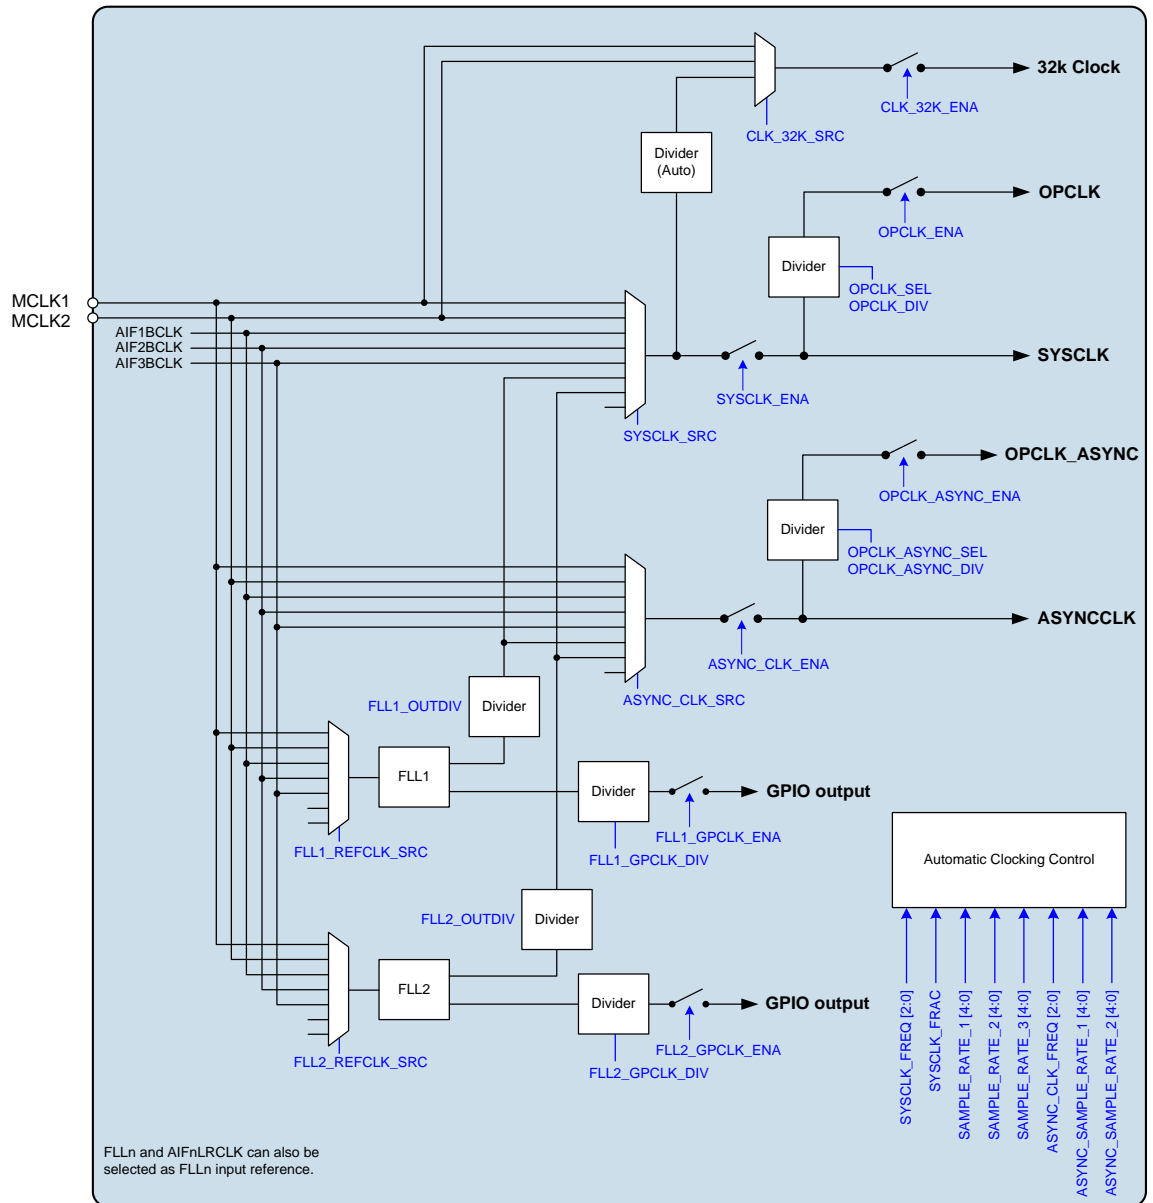 32k Clock
CLK_32K_ENA
CLK_32K_SRC
Divider
(Auto)
OPCLK
OPCLK_ENA
Divider
OPCLK_SEL
OPCLK_DIV
MCLK1
MCLK2
AIF1BCLK
AIF2BCLK
AIF3BCLK
SYSCLK
SYSCLK_ENA
SYSCLK_SRC
OPCLK_ASYNC
OPCLK_ASYNC_ENA
Divider
OPCLK_ASYNC_SEL
OPCLK_ASYNC_DIV
ASYNCCLK
ASYNC_CLK_ENA
ASYNC_CLK_SRC
FLL1_OUTDIV
Divider
FLL1
Divider
GPIO output
FLL1_GPCLK_ENA
FLL1_GPCLK_DIV
FLL1_REFCLK_SRC
Automatic Clocking Control
FLL2_OUTDIV
Divider
FLL2
Divider
GPIO output
FLL2_GPCLK_ENA
FLL2_GPCLK_DIV
FLL2_REFCLK_SRC
SYSCLK_FREQ [2:0]
SYSCLK_FRAC
SAMPLE_RATE_1 [4:0]
SAMPLE_RATE_2 [4:0]
SAMPLE_RATE_3 [4:0]
ASYNC_CLK_FREQ [2:0]
ASYNC_SAMPLE_RATE_1 [4:0]
ASYNC_SAMPLE_RATE_2 [4:0]
FLLn and AIFnLRCLK can also be
selected as FLLn input reference.